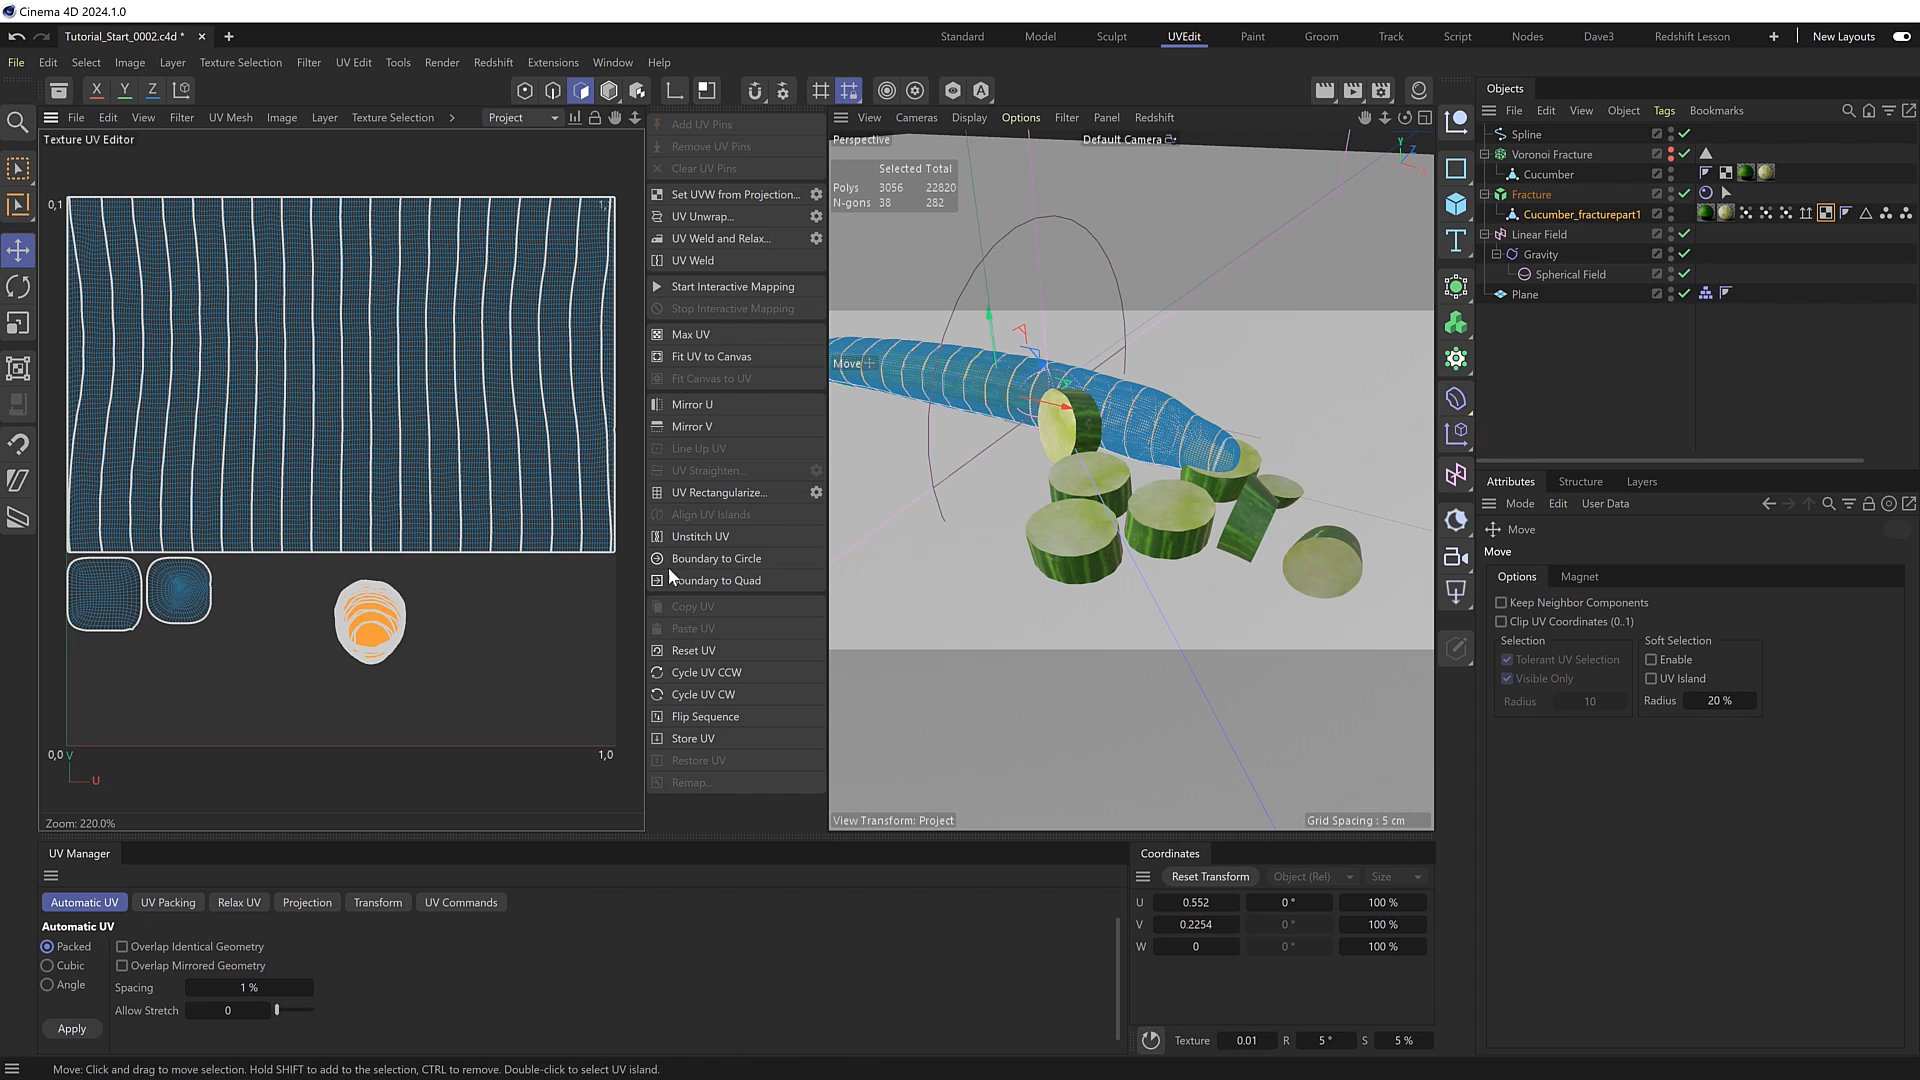 Cinema 4D 2024.1.0
Tutorial_Start_0002.c4d *
Standard Model Sculpt UVEdit Paint Groom Track Script Nodes Dave3 Redshift Lesson New Layouts
File Edit Select Image Layer Texture Selection Filter UV Edit Tools Render Redshift Extensions Window Help
X Y Z
File Edit View Filter UV Mesh Image Layer Texture Selection > Project
Texture UV Editor
0,1
1,
0,0
V
U
1,0
Zoom: 220.0%
Add UV Pins
Remove UV Pins
Clear UV Pins
Set UVW from Projection...
UV Unwrap...
UV Weld and Relax...
UV Weld
Start Interactive Mapping
Stop Interactive Mapping
Max UV
Fit UV to Canvas
Fit Canvas to UV
Mirror U
Mirror V
Line Up UV
UV Straighten...
UV Rectangularize...
Align UV Islands
Unstitch UV
Boundary to Circle
oundary to Quad
Copy UV
Paste UV
Reset UV
Cycle UV CCW
Cycle UV CW
Flip Sequence
Store UV
Restore UV
Remap...
View Cameras Display Options Filter Panel Redshift
Perspective
Default Camera
Selected Total
Polys 3056 22820
N-gons 38 282
Y
Z
X
Move
View Transform: Project
Grid Spacing : 5 cm
Objects
File Edit View Object Tags Bookmarks
Spline
Voronoi Fracture
Cucumber
Fracture
Cucumber_fracturepart1
Linear Field
Gravity
Spherical Field
Plane
Attributes Structure Layers
Mode Edit User Data
Move
Move
Options Magnet
Keep Neighbor Components
Clip UV Coordinates (0..1)
Selection Soft Selection
Tolerant UV Selection Enable
Visible Only UV Island
Radius 10 Radius 20 %
UV Manager
Automatic UV UV Packing Relax UV Projection Transform UV Commands
Automatic UV
Packed Overlap Identical Geometry
Cubic Overlap Mirrored Geometry
Angle Spacing 1 %
Allow Stretch 0
Apply
Coordinates
Reset Transform Object (Rel) Size
U 0.552 0 ° 100 %
V 0.2254 0 ° 100 %
W 0 0 ° 100 %
Texture 0.01 R 5 ° S 5 %
Move: Click and drag to move selection. Hold SHIFT to add to the selection, CTRL to remove. Double-click to select UV island.